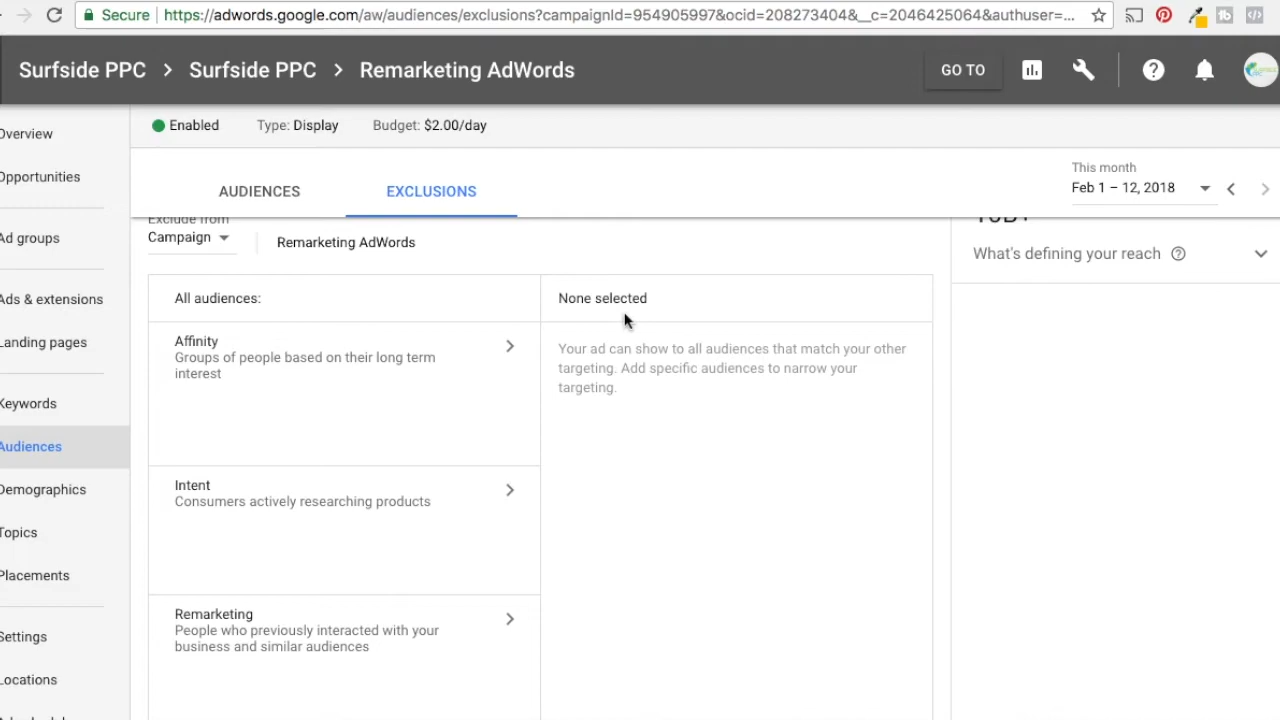 Secure https://adwords.google.com/aw/audiences/exclusions?campaignId=954905997&ocid=208273404&__c=2046425064&authuser=...
Surfside PPC > Surfside PPC > Remarketing AdWords
GO TO
Enabled Type: Display Budget: $2.00/day
AUDIENCES EXCLUSIONS
This month
Feb 1 – 12, 2018
Overview
Opportunities
Ad groups
Ads & extensions
Landing pages
Keywords
Audiences
Demographics
Topics
Placements
Settings
Locations
Exclude from
Campaign
Remarketing AdWords
All audiences:
Affinity
Groups of people based on their long term
interest
Intent
Consumers actively researching products
Remarketing
People who previously interacted with your
business and similar audiences
None selected
Your ad can show to all audiences that match your other
targeting. Add specific audiences to narrow your
targeting.
What's defining your reach